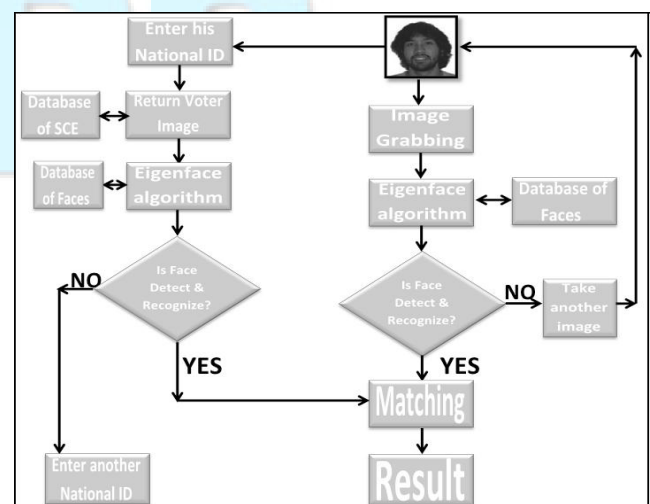 Enter his
National ID
Database
of SCE
Return Voter
Image
Image
Grabbing
Database
of Faces
Eigenface
algorithm
Eigenface
algorithm
Database of
Faces
Is Face
Detect &
Recognize?
NO
YES
Is Face
Detect &
Recognize?
NO
Take
another
image
YES
Matching
Enter another
National ID
Result